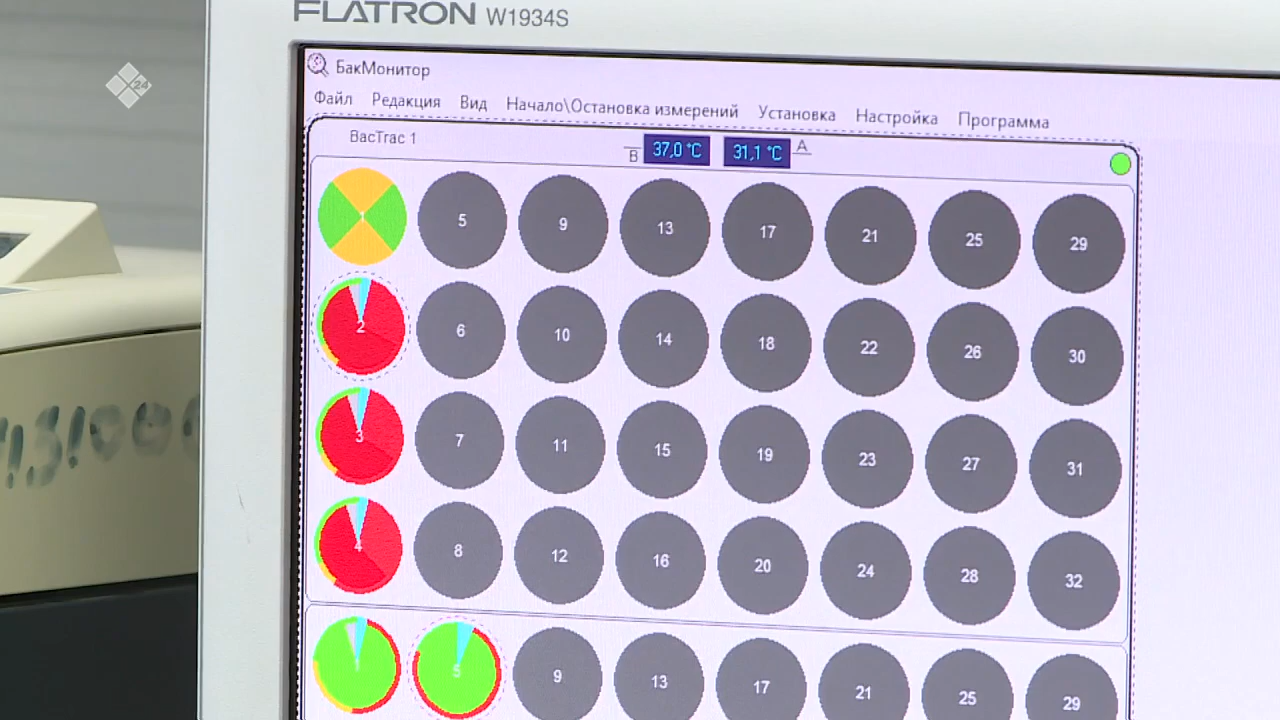 FLATRON W1934S
24
БакМонитор
Файл Редакция Вид Начало\Остановка измерений Установка Настройка Программа
BacTrac 1 B 37,0 °C 31,1 °C A
5 9 13 17 21 25 29
2 6 10 14 18 22 26 30
3 7 11 15 19 23 27 31
4 8 12 16 20 24 28 32
1 5 9 13 17 21 25 29